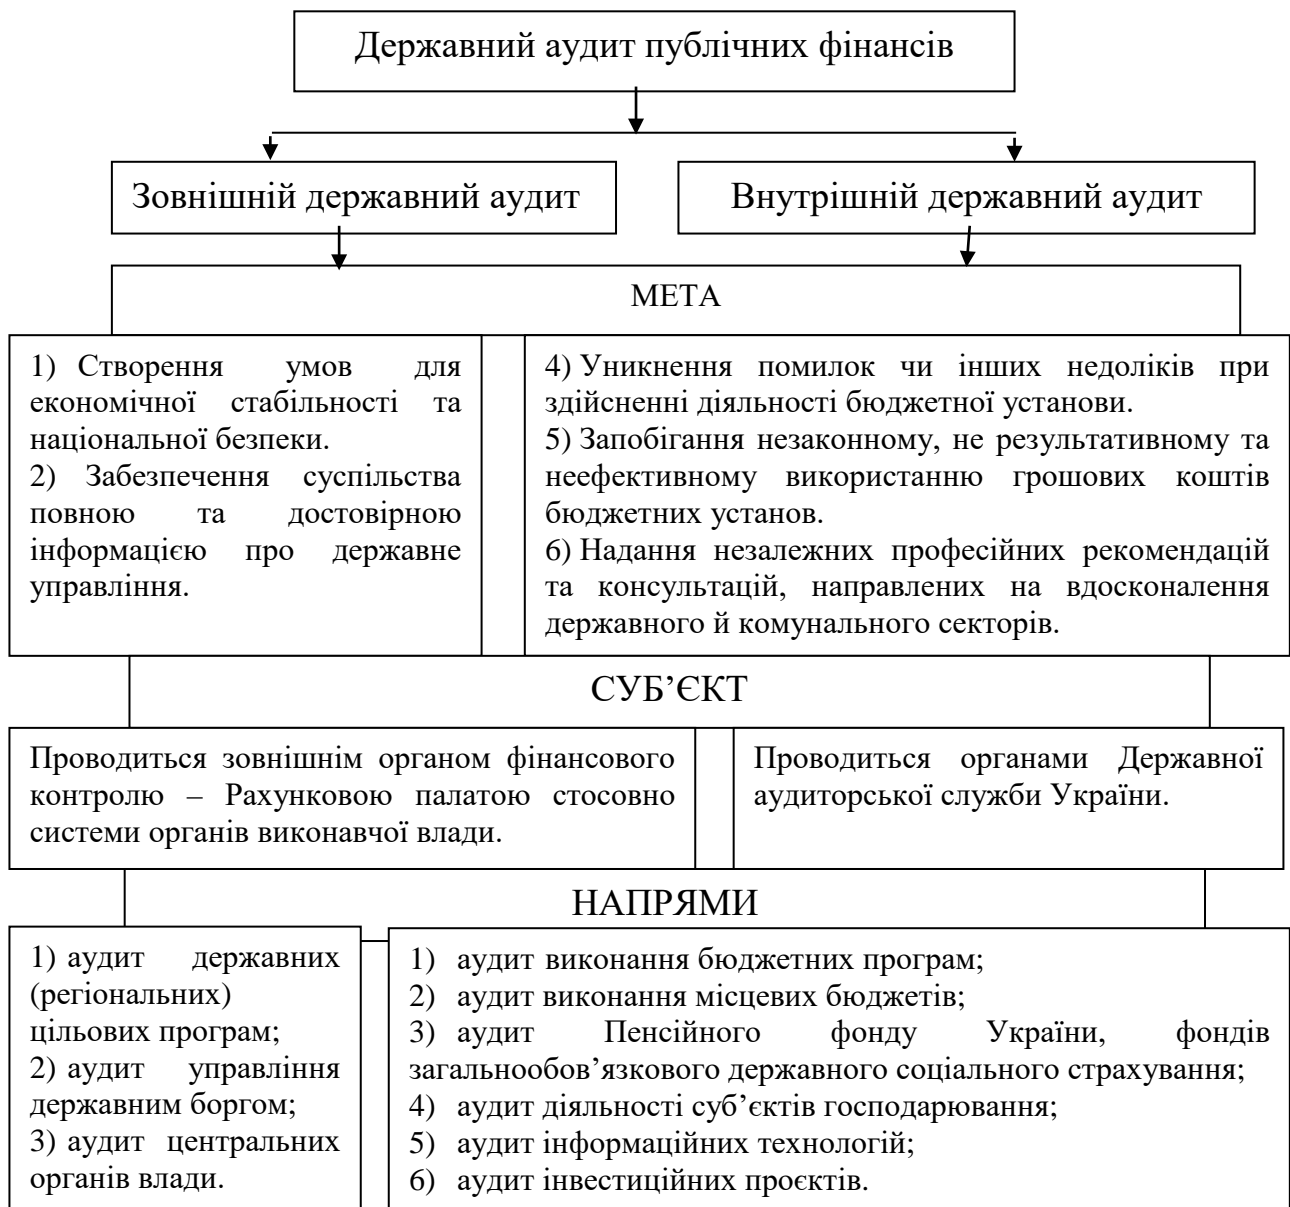 Державний аудит публічних фінансів
Зовнішній державний аудит
Внутрішній державний аудит
МЕТА
1) Створення умов для
економічної стабільності та
національної безпеки.
2) Забезпечення суспільства
повною та достовірною
інформацією про державне
управління.
4) Уникнення помилок чи інших недоліків при
здійсненні діяльності бюджетної установи.
5) Запобігання незаконному, не результативному та
неефективному використанню грошових коштів
бюджетних установ.
6) Надання незалежних професійних рекомендацій
та консультацій, направлених на вдосконалення
державного й комунального секторів.
СУБ’ЄКТ
Проводиться зовнішнім органом фінансового
контролю – Рахунковою палатою стосовно
системи органів виконавчої влади.
Проводиться органами Державної
аудиторської служби України.
НАПРЯМИ
1) аудит державних
(регіональних)
цільових програм;
2) аудит управління
державним боргом;
3) аудит центральних
органів влади.
1) аудит виконання бюджетних програм;
2) аудит виконання місцевих бюджетів;
3) аудит Пенсійного фонду України, фондів
загальнообов’язкового державного соціального страхування;
4) аудит діяльності суб’єктів господарювання;
5) аудит інформаційних технологій;
6) аудит інвестиційних проєктів.